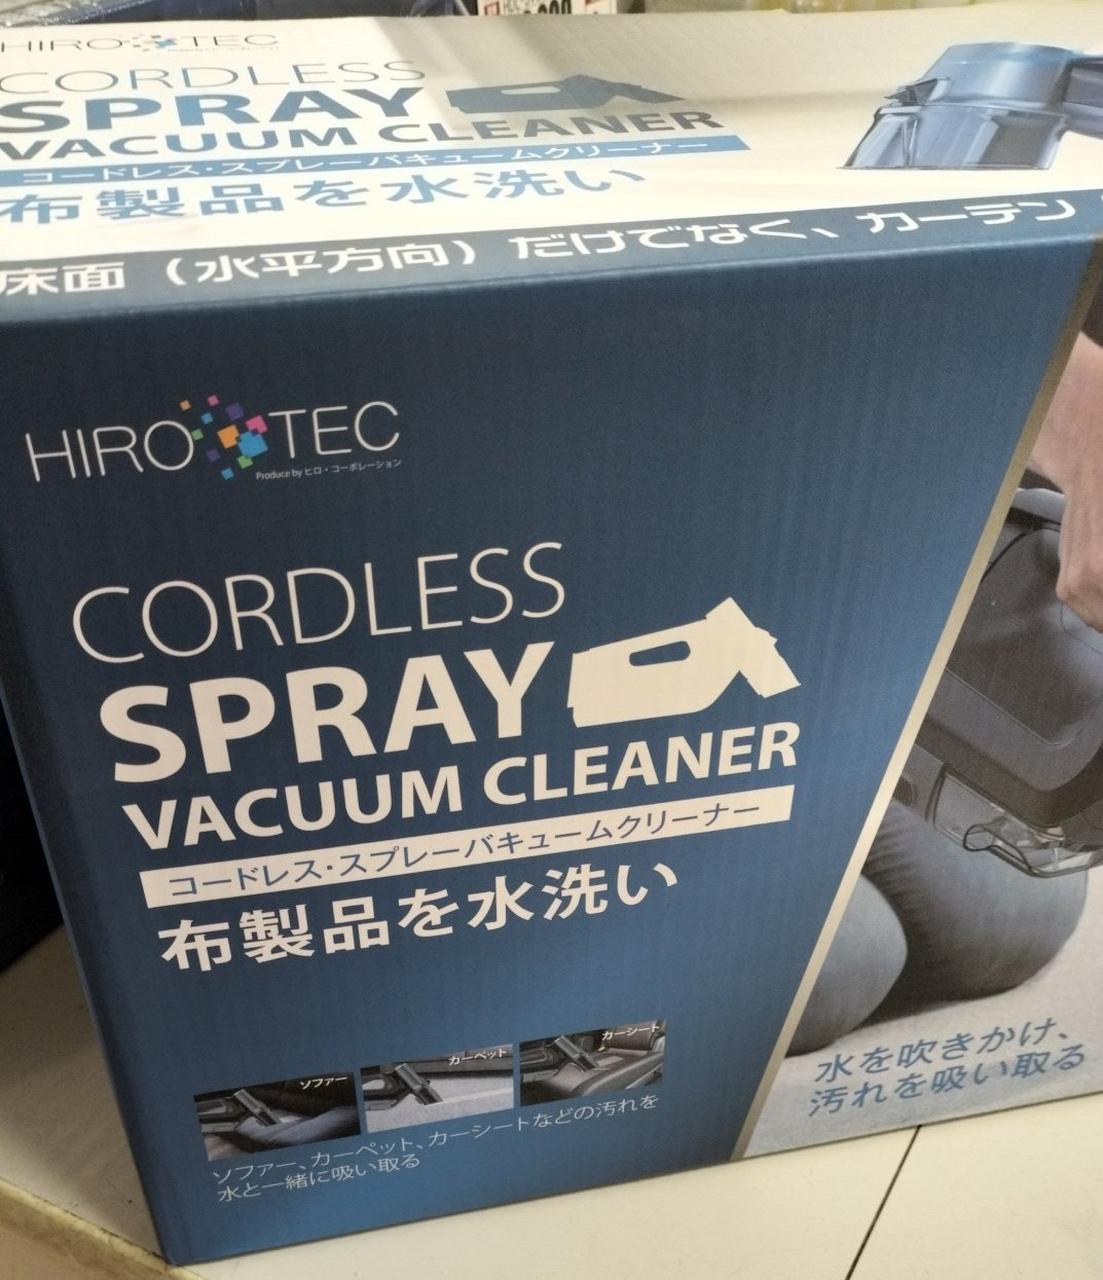 HIRO TEC
CORDLESS
SPRAY
VACUUM CLEANER
コードレス・スプレーバキュームクリーナー
布製品を水洗い
床面（水平方向）だけでなく、カーテン
HIRO TEC
Produce by ヒロ・コーポレーション
CORDLESS
SPRAY
VACUUM CLEANER
コードレス・スプレーバキュームクリーナー
布製品を水洗い
ソファー
カーペット
カーシート
ソファー、カーペット、カーシートなどの汚れを
水と一緒に吸い取る
水を吹きかけ、
汚れを吸い取る